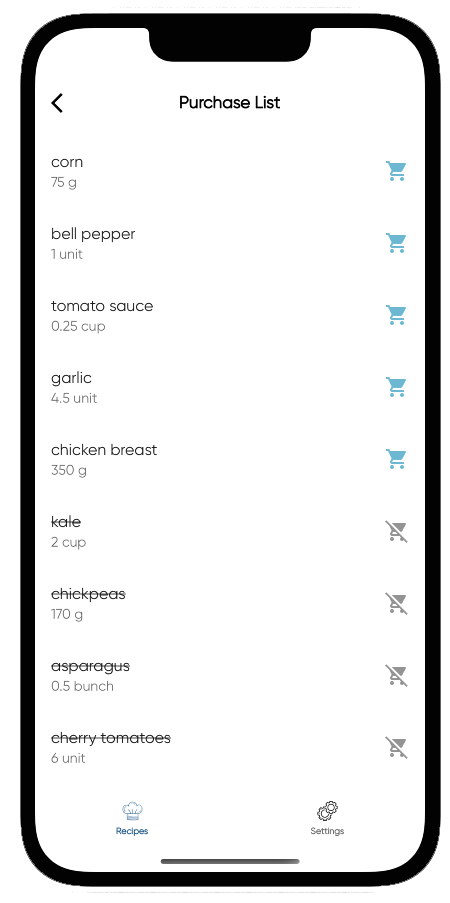 Purchase List
corn
75 g
bell pepper
1 unit
tomato sauce
0.25 cup
garlic
4.5 unit
chicken breast
350 g
kale
2 cup
chickpeas
170 g
asparagus
0.5 bunch
cherry tomatoes
6 unit
Recipes
Settings